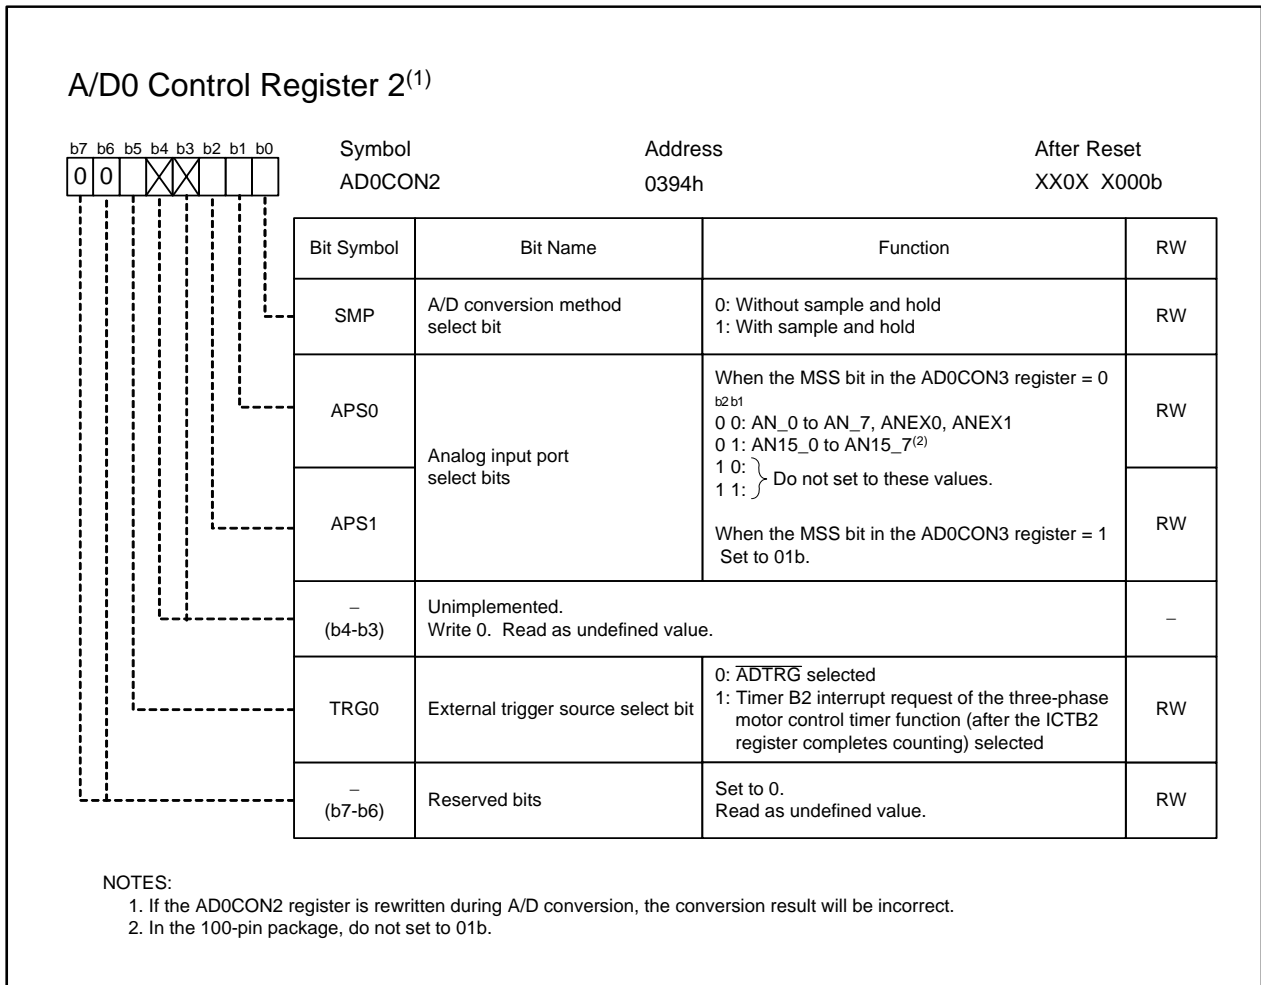 A/D0 Control Register 2(1)
b7 b6 b5 b4 b3 b2 b1 b0
0 0
Symbol Address After Reset
AD0CON2 0394h XX0X X000b
Bit Symbol Bit Name Function RW
SMP
A/D conversion method
select bit
0: Without sample and hold
1: With sample and hold
RW
APS0
APS1
Analog input port
select bits
When the MSS bit in the AD0CON3 register = 0
b2 b1
0 0: AN_0 to AN_7, ANEX0, ANEX1
0 1: AN15_0 to AN15_7(2)
1 0:
1 1:
Do not set to these values.
When the MSS bit in the AD0CON3 register = 1
Set to 01b.
RW
RW
–
(b4-b3)
Unimplemented.
Write 0. Read as undefined value.
–
TRG0
External trigger source select bit
0: ADTRG selected
1: Timer B2 interrupt request of the three-phase
motor control timer function (after the ICTB2
register completes counting) selected
RW
–
(b7-b6)
Reserved bits
Set to 0.
Read as undefined value.
RW
NOTES:
1. If the AD0CON2 register is rewritten during A/D conversion, the conversion result will be incorrect.
2. In the 100-pin package, do not set to 01b.